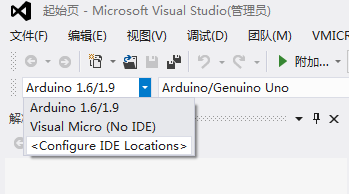 起始页 - Microsoft Visual Studio(管理员)
文件(F) 编辑(E) 视图(V) 调试(D) 团队(M) VMICR
附加...
Arduino 1.6/1.9 Arduino/Genuino Uno
Arduino 1.6/1.9
Visual Micro (No IDE)
<Configure IDE Locations>